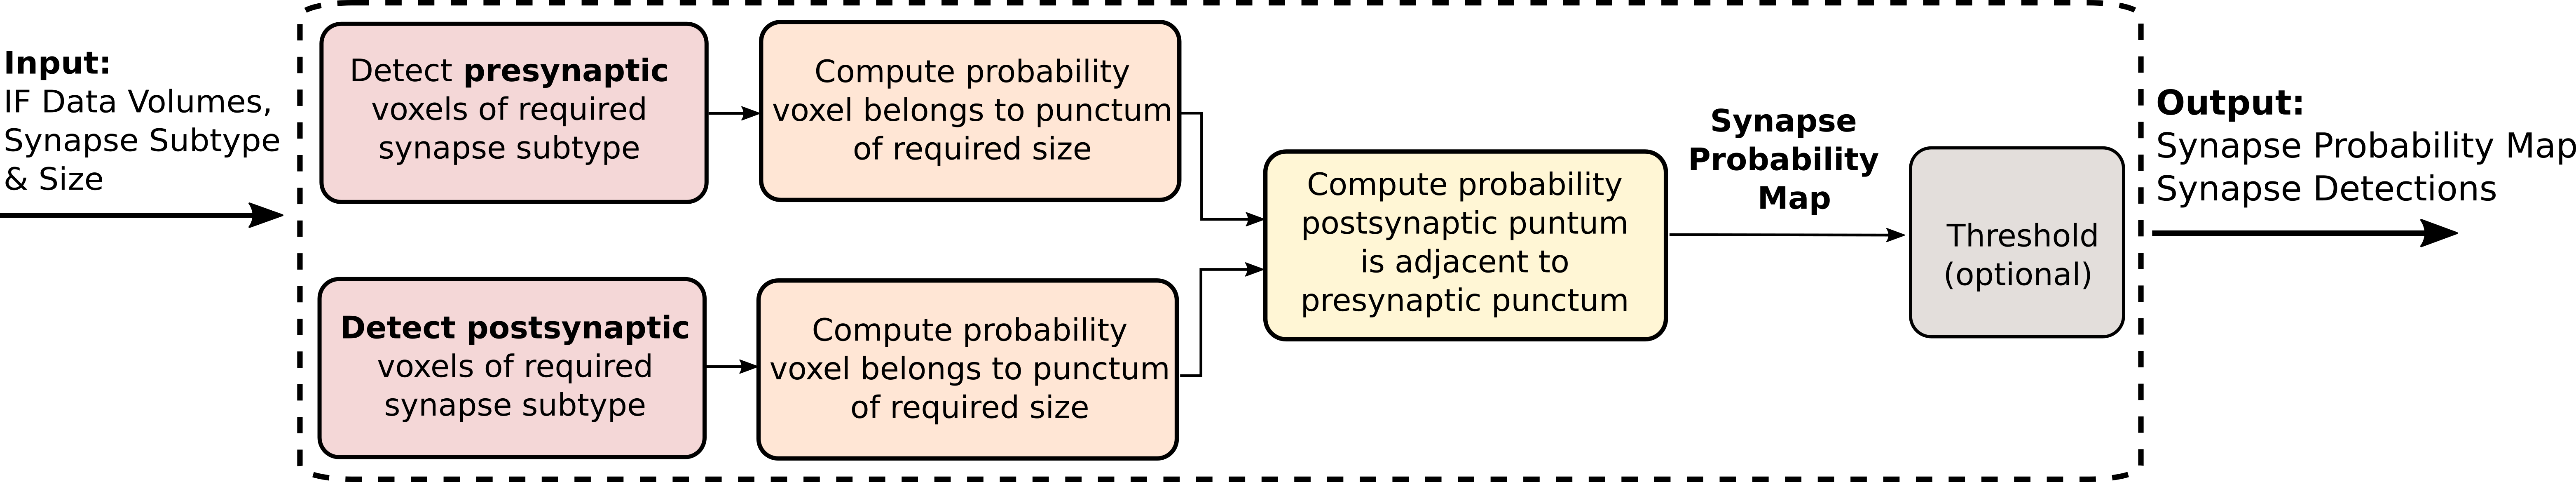 Input:
IF Data Volumes,
Synapse Subtype
& Size
Detect presynaptic
voxels of required
synapse subtype
Compute probability
voxel belongs to punctum
of required size
Detect postsynaptic
voxels of required
synapse subtype
Compute probability
voxel belongs to punctum
of required size
Compute probability
postsynaptic puntum
is adjacent to
presynaptic punctum
Synapse
Probability
Map
Threshold
(optional)
Output:
Synapse Probability Map
Synapse Detections